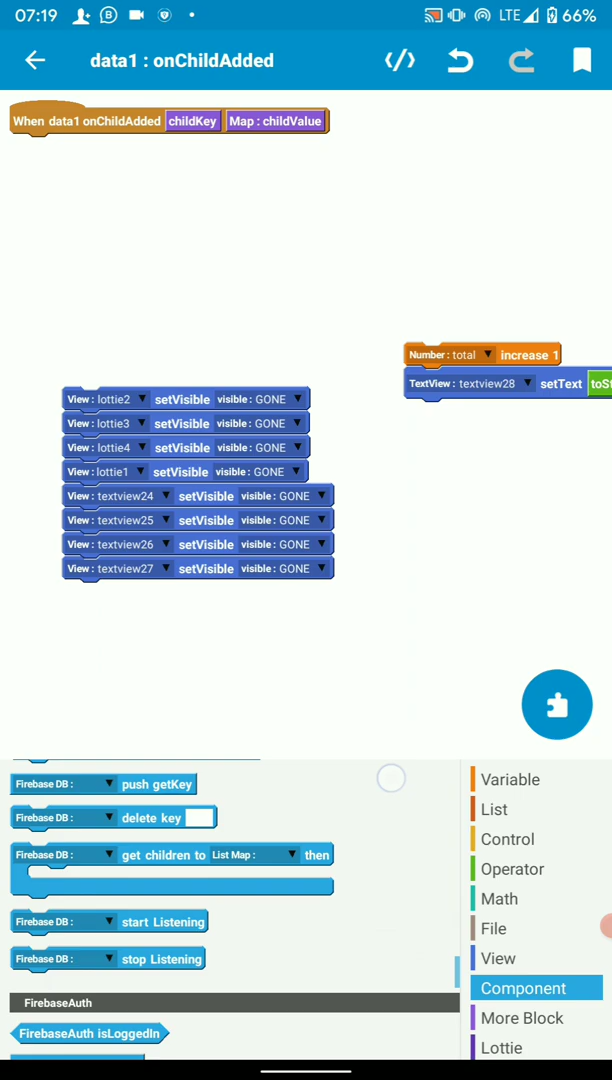 07:19 LTE 66%
data1 : onChildAdded
When data1 onChildAdded childKey Map : childValue
Number : total increase 1
TextView : textview28 setText toSt
View : lottie2 setVisible visible : GONE
View : lottie3 setVisible visible : GONE
View : lottie4 setVisible visible : GONE
View : lottie1 setVisible visible : GONE
View : textview24 setVisible visible : GONE
View : textview25 setVisible visible : GONE
View : textview26 setVisible visible : GONE
View : textview27 setVisible visible : GONE
Firebase DB : push getKey
Firebase DB : delete key
Firebase DB : get children to List Map : then
Firebase DB : start Listening
Firebase DB : stop Listening
FirebaseAuth
FirebaseAuth isLoggedIn
Variable
List
Control
Operator
Math
File
View
Component
More Block
Lottie